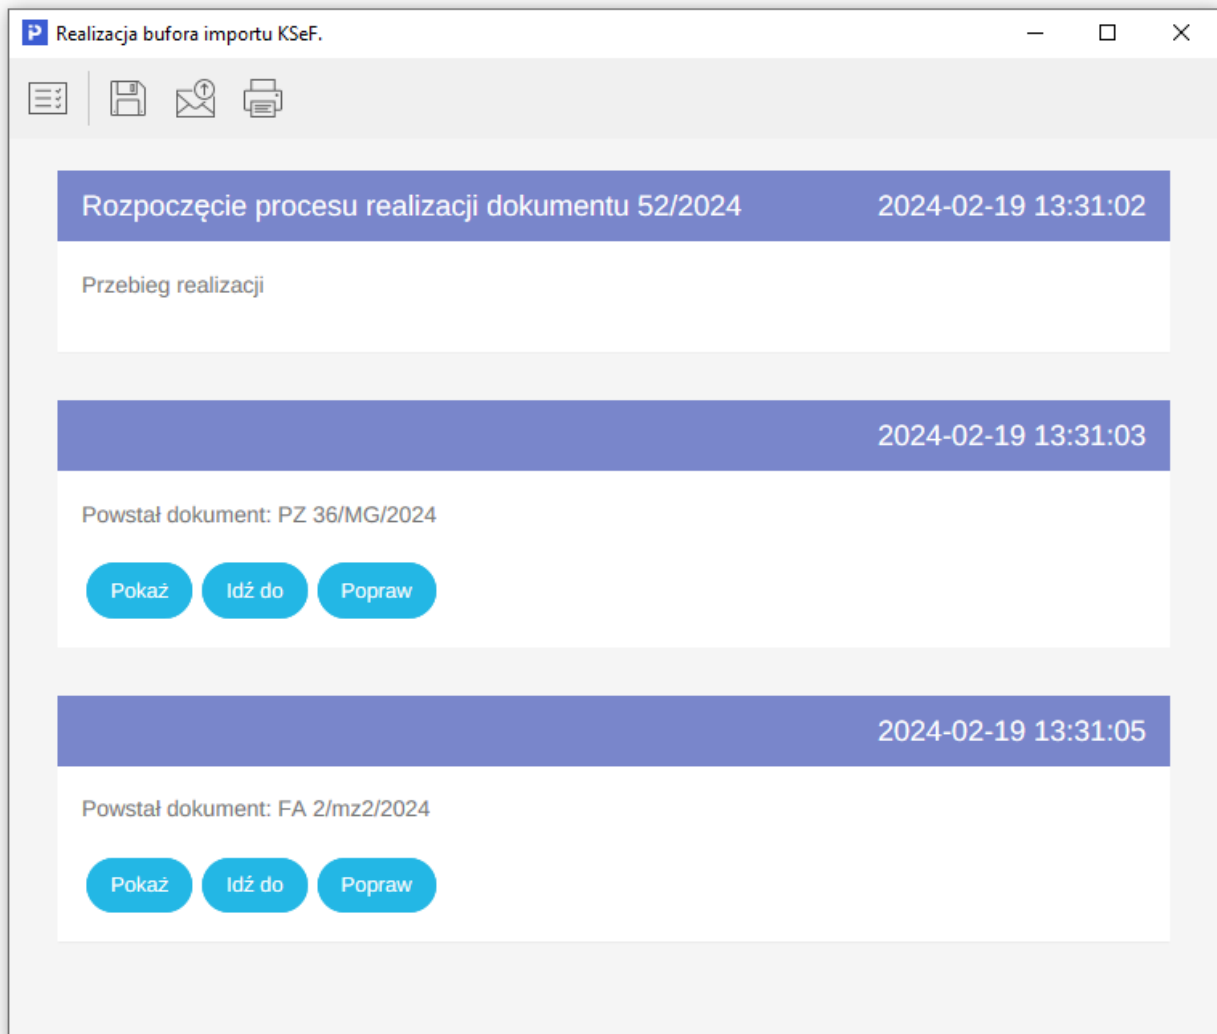 Realizacja bufora importu KSeF.
Rozpoczęcie procesu realizacji dokumentu 52/2024 2024-02-19 13:31:02
Przebieg realizacji
2024-02-19 13:31:03
Powstał dokument: PZ 36/MG/2024
Pokaż Idź do Popraw
2024-02-19 13:31:05
Powstał dokument: FA 2/mz2/2024
Pokaż Idź do Popraw